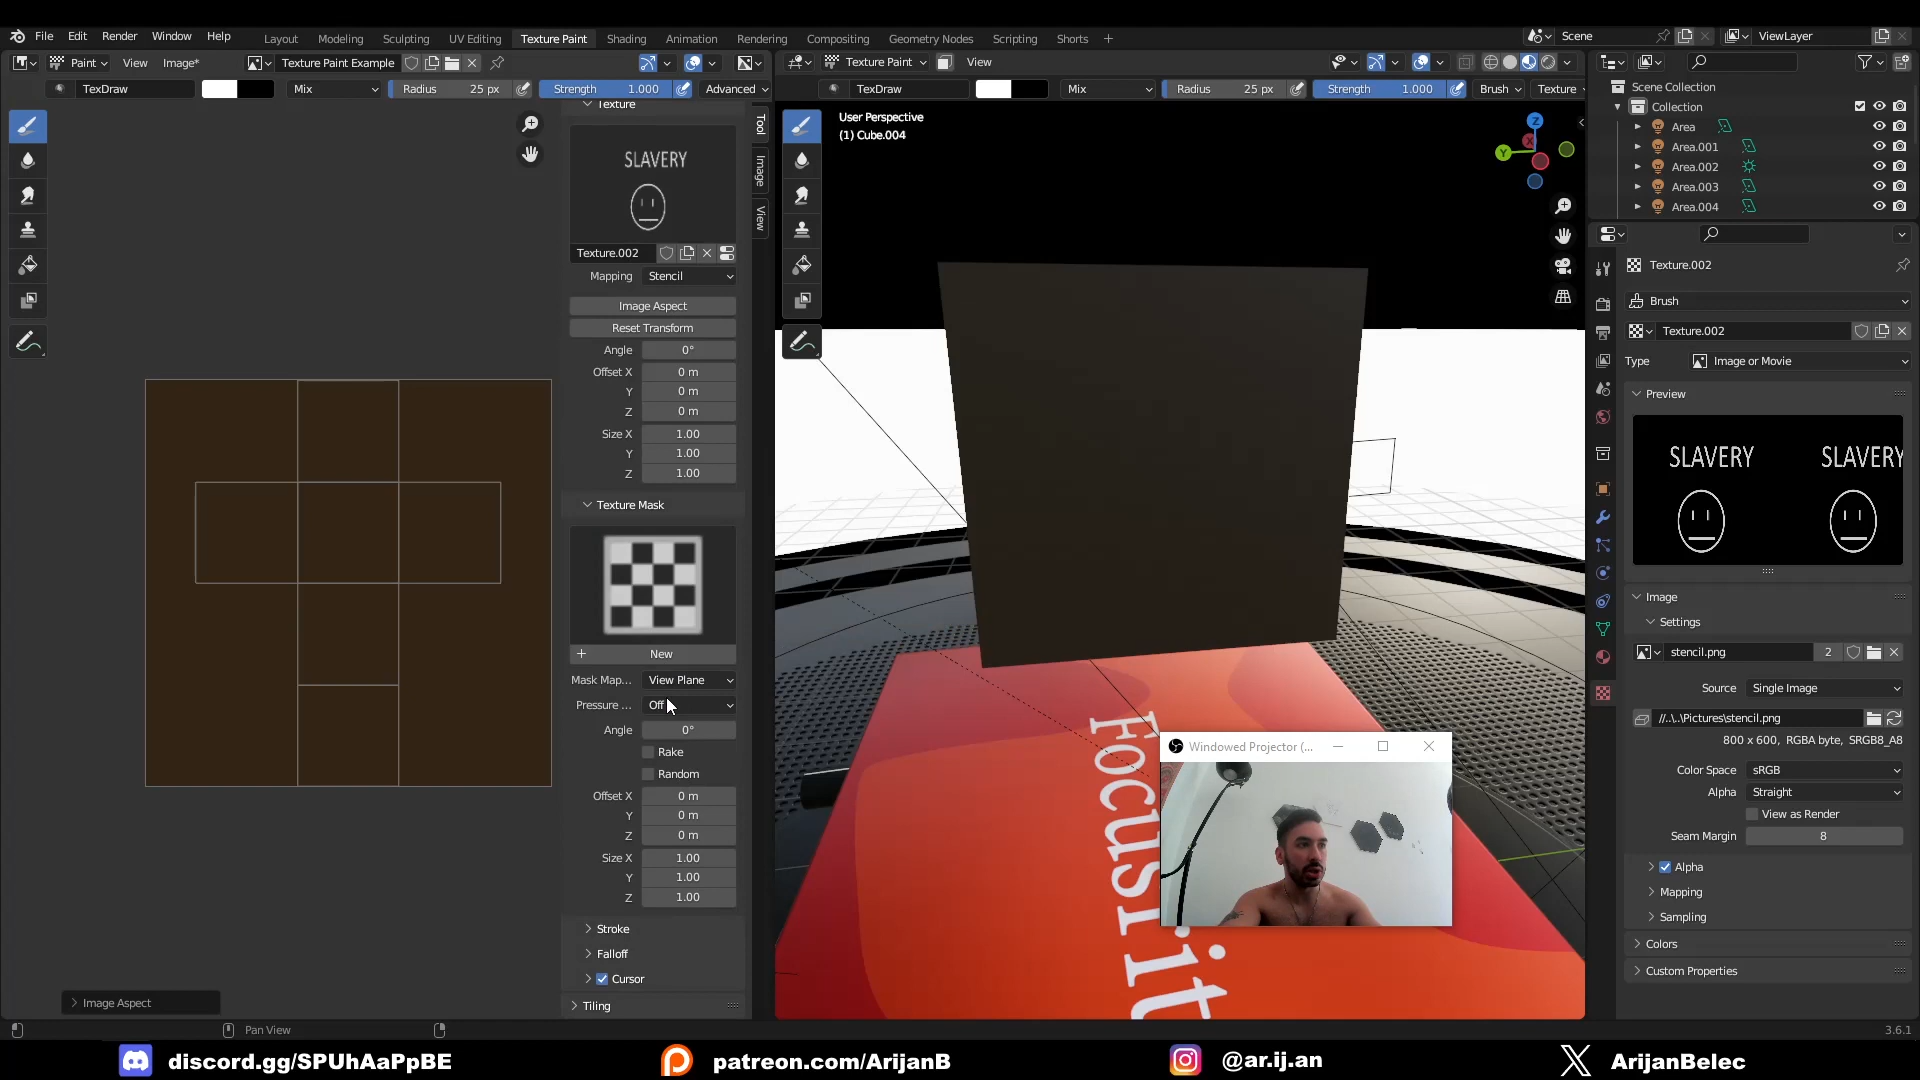 File Edit Render Window Help
Layout Modeling Sculpting UV Editing Texture Paint Shading Animation Rendering Compositing Geometry Nodes Scripting Shorts +
Scene
ViewLayer
Paint View Image* Texture Paint Example
Texture Paint View
TexDraw Mix Radius 25 px Strength 1.000 Advanced
TexDraw Mix Radius 25 px Strength 1.000 Brush Texture
Texture
SLAVERY
Texture.002
Mapping Stencil
Image Aspect
Reset Transform
Angle 0°
Offset X 0 m
Y 0 m
Z 0 m
Size X 1.00
Y 1.00
Z 1.00
Texture Mask
+ New
Mask Map... View Plane
Pressure ... Off
Angle 0°
Rake
Random
Offset X 0 m
Y 0 m
Z 0 m
Size X 1.00
Y 1.00
Z 1.00
Stroke
Falloff
Cursor
Tiling
Tool
Image
View
Image Aspect
User Perspective
(1) Cube.004
Z
Y
X
Focus it
Windowed Projector (...
Scene Collection
Collection
Area
Area.001
Area.002
Area.003
Area.004
Texture.002
Brush
Texture.002
Type Image or Movie
Preview
SLAVERY SLAVERY
Image
Settings
stencil.png 2
Source Single Image
//..\..\Pictures\stencil.png
800 x 600, RGBA byte, SRGB8_A8
Color Space sRGB
Alpha Straight
View as Render
Seam Margin 8
Alpha
Mapping
Sampling
Colors
Custom Properties
Pan View
3.6.1
discord.gg/SPUhAaPpBE patreon.com/ArijanB @ar.ij.an ArijanBelec